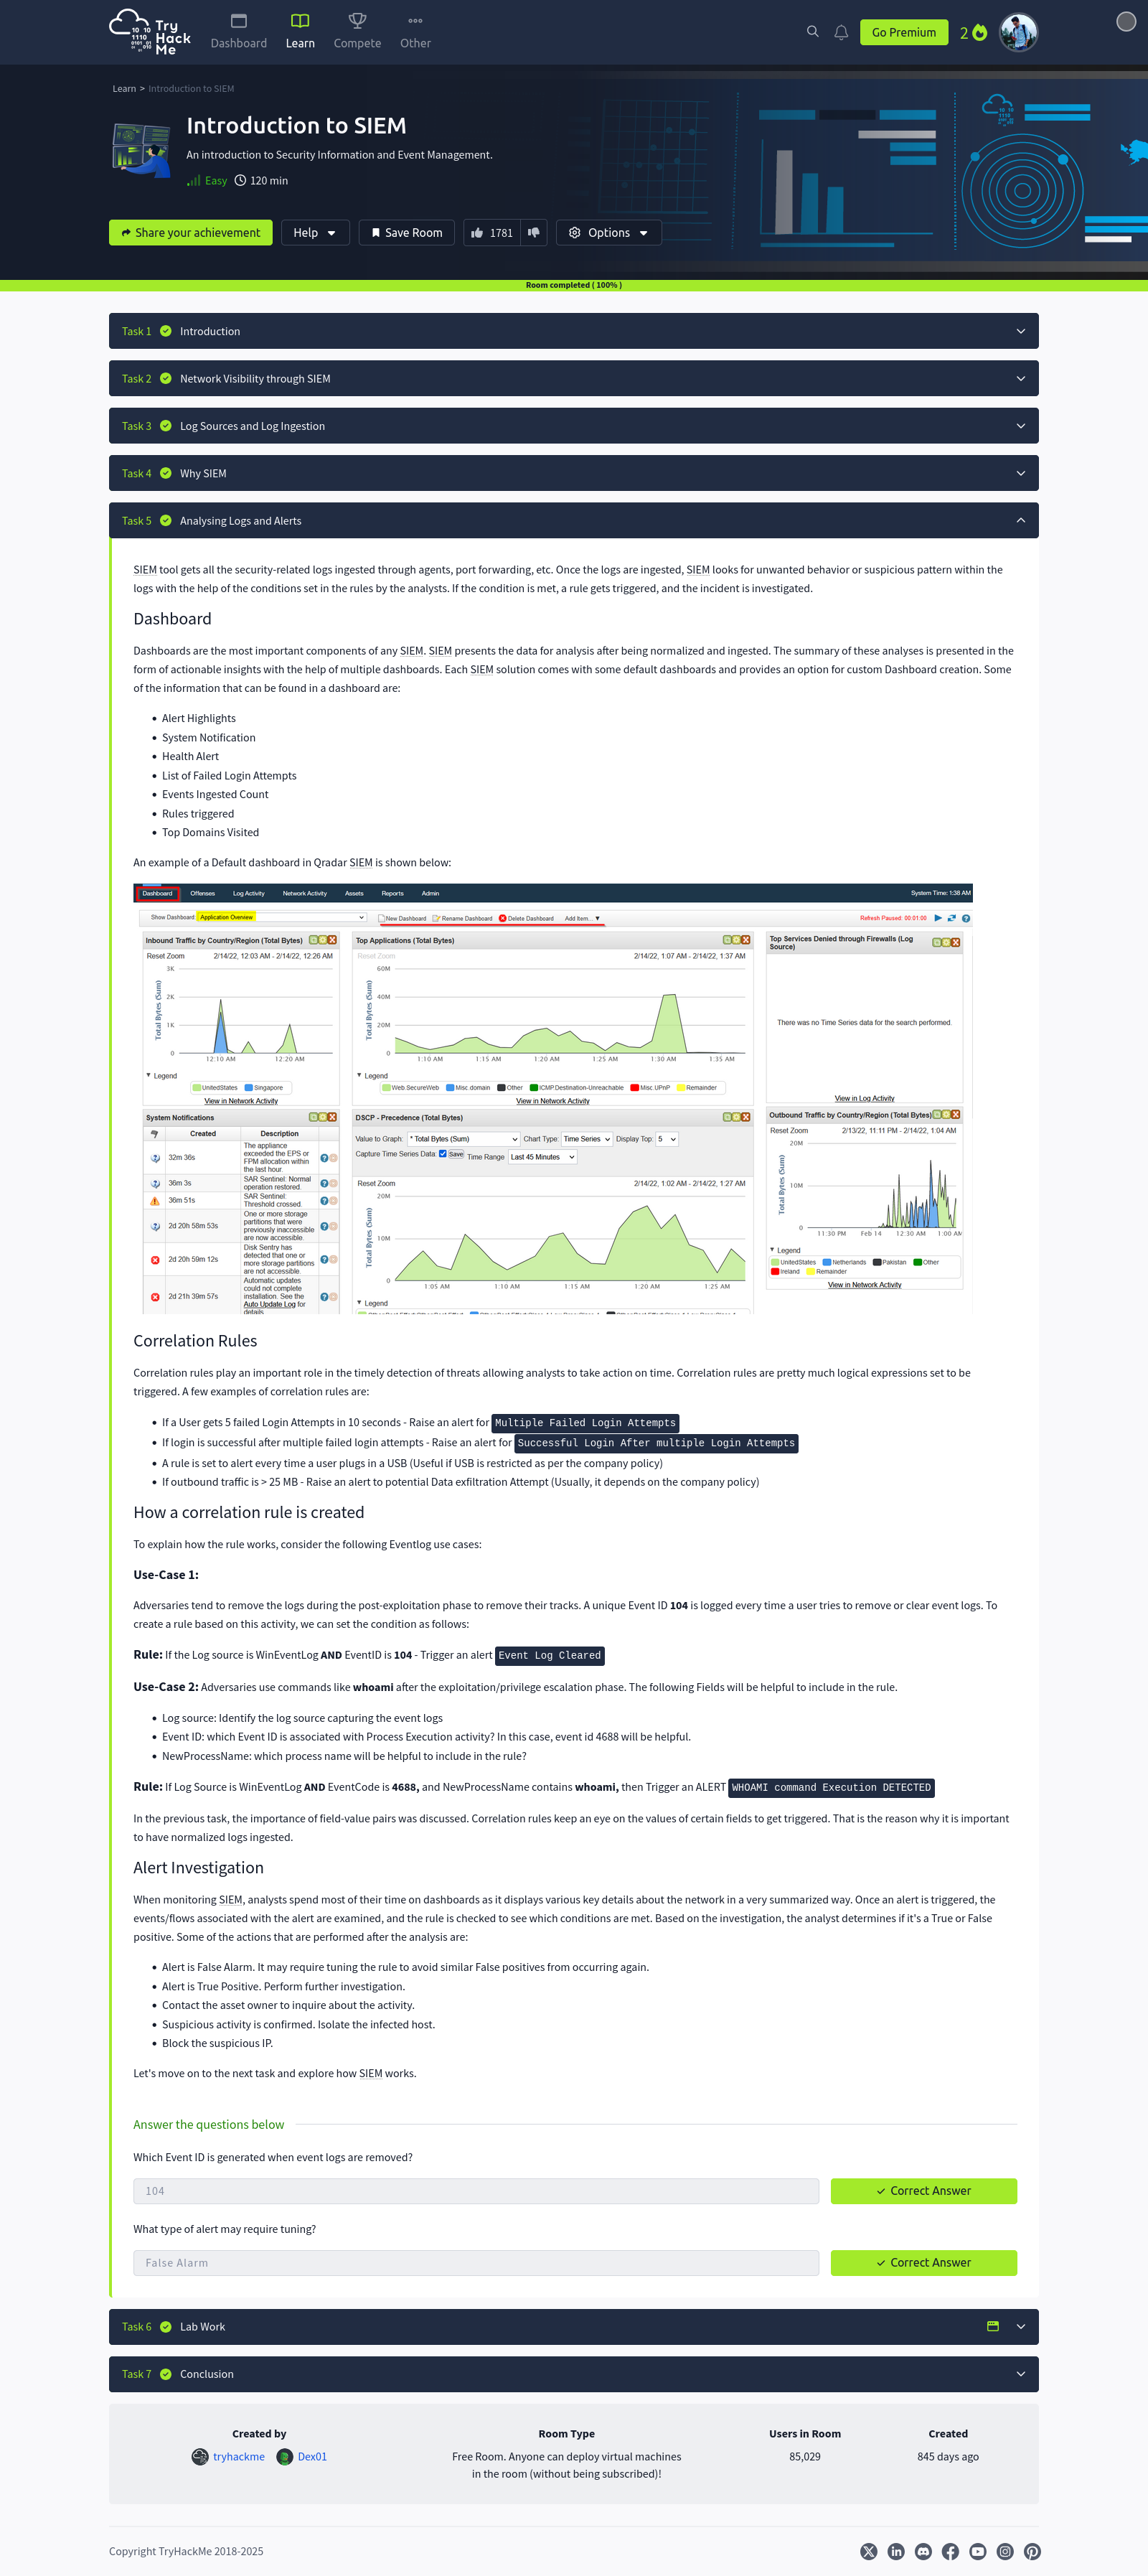 Try
Hack
Me
Dashboard
Learn
Compete
Other
Go Premium
2
Learn > Introduction to SIEM
Introduction to SIEM
An introduction to Security Information and Event Management.
Easy 120 min
Share your achievement
Help
Save Room
1781
Options
Room completed ( 100% )
Task 1 Introduction
Task 2 Network Visibility through SIEM
Task 3 Log Sources and Log Ingestion
Task 4 Why SIEM
Task 5 Analysing Logs and Alerts
SIEM tool gets all the security-related logs ingested through agents, port forwarding, etc. Once the logs are ingested, SIEM looks for unwanted behavior or suspicious pattern within the
logs with the help of the conditions set in the rules by the analysts. If the condition is met, a rule gets triggered, and the incident is investigated.
Dashboard
Dashboards are the most important components of any SIEM. SIEM presents the data for analysis after being normalized and ingested. The summary of these analyses is presented in the
form of actionable insights with the help of multiple dashboards. Each SIEM solution comes with some default dashboards and provides an option for custom Dashboard creation. Some
of the information that can be found in a dashboard are:
• Alert Highlights
• System Notification
• Health Alert
• List of Failed Login Attempts
• Events Ingested Count
• Rules triggered
• Top Domains Visited
An example of a Default dashboard in Qradar SIEM is shown below:
Dashboard Offenses Log Activity Network Activity Assets Reports Admin System Time: 1:38 AM
Show Dashboard: Application Overview New Dashboard Rename Dashboard Delete Dashboard Add Item... Refresh Paused: 00:01:00
Inbound Traffic by Country/Region (Total Bytes)
Reset Zoom 2/14/22, 12:03 AM - 2/14/22, 12:26 AM
3K
2K
1K
0
Total Bytes (Sum)
12:10 AM 12:20 AM
Legend
UnitedStates Singapore
View in Network Activity
Top Applications (Total Bytes)
Reset Zoom 2/14/22, 1:07 AM - 2/14/22, 1:37 AM
60M
40M
20M
0
Total Bytes (Sum)
1:10 AM 1:15 AM 1:20 AM 1:25 AM 1:30 AM 1:35 AM
Legend
Web.SecureWeb Misc.domain Other ICMP.Destination-Unreachable Misc.UPnP Remainder
View in Network Activity
Top Services Denied through Firewalls (Log
Source)
There was no Time Series data for the search performed.
View in Log Activity
System Notifications
Created Description
32m 36s The appliance exceeded the EPS or FPM allocation within the last hour.
36m 3s SAR Sentinel: Normal operation restored.
36m 51s SAR Sentinel: Threshold crossed.
2d 20h 58m 53s One or more storage partitions that were previously inaccessible are now accessible.
2d 20h 59m 12s Disk Sentry has detected that one or more storage partitions are not accessible.
2d 21h 39m 57s Automatic updates could not complete installation. See the Auto Update Log for details
DSCP - Precedence (Total Bytes)
Value to Graph: * Total Bytes (Sum) Chart Type: Time Series Display Top: 5
Capture Time Series Data: Save Time Range Last 45 Minutes
Reset Zoom 2/14/22, 1:02 AM - 2/14/22, 1:27 AM
20M
10M
0
Total Bytes (Sum)
1:05 AM 1:10 AM 1:15 AM 1:20 AM 1:25 AM
Legend
Outbound Traffic by Country/Region (Total Bytes)
Reset Zoom 2/13/22, 11:11 PM - 2/14/22, 1:04 AM
20M
10M
0
Total Bytes (Sum)
11:30 PM Feb 14 12:30 AM 1:00 AM
Legend
UnitedStates Netherlands Pakistan Other
Ireland Remainder
View in Network Activity
Correlation Rules
Correlation rules play an important role in the timely detection of threats allowing analysts to take action on time. Correlation rules are pretty much logical expressions set to be
triggered. A few examples of correlation rules are:
• If a User gets 5 failed Login Attempts in 10 seconds - Raise an alert for Multiple Failed Login Attempts
• If login is successful after multiple failed login attempts - Raise an alert for Successful Login After multiple Login Attempts
• A rule is set to alert every time a user plugs in a USB (Useful if USB is restricted as per the company policy)
• If outbound traffic is > 25 MB - Raise an alert to potential Data exfiltration Attempt (Usually, it depends on the company policy)
How a correlation rule is created
To explain how the rule works, consider the following Eventlog use cases:
Use-Case 1:
Adversaries tend to remove the logs during the post-exploitation phase to remove their tracks. A unique Event ID 104 is logged every time a user tries to remove or clear event logs. To
create a rule based on this activity, we can set the condition as follows:
Rule: If the Log source is WinEventLog AND EventID is 104 - Trigger an alert Event Log Cleared
Use-Case 2: Adversaries use commands like whoami after the exploitation/privilege escalation phase. The following Fields will be helpful to include in the rule.
• Log source: Identify the log source capturing the event logs
• Event ID: which Event ID is associated with Process Execution activity? In this case, event id 4688 will be helpful.
• NewProcessName: which process name will be helpful to include in the rule?
Rule: If Log Source is WinEventLog AND EventCode is 4688, and NewProcessName contains whoami, then Trigger an ALERT WHOAMI command Execution DETECTED
In the previous task, the importance of field-value pairs was discussed. Correlation rules keep an eye on the values of certain fields to get triggered. That is the reason why it is important
to have normalized logs ingested.
Alert Investigation
When monitoring SIEM, analysts spend most of their time on dashboards as it displays various key details about the network in a very summarized way. Once an alert is triggered, the
events/flows associated with the alert are examined, and the rule is checked to see which conditions are met. Based on the investigation, the analyst determines if it's a True or False
positive. Some of the actions that are performed after the analysis are:
• Alert is False Alarm. It may require tuning the rule to avoid similar False positives from occurring again.
• Alert is True Positive. Perform further investigation.
• Contact the asset owner to inquire about the activity.
• Suspicious activity is confirmed. Isolate the infected host.
• Block the suspicious IP.
Let's move on to the next task and explore how SIEM works.
Answer the questions below
Which Event ID is generated when event logs are removed?
104
Correct Answer
What type of alert may require tuning?
False Alarm
Correct Answer
Task 6 Lab Work
Task 7 Conclusion
Created by
tryhackme Dex01
Room Type
Free Room. Anyone can deploy virtual machines
in the room (without being subscribed)!
Users in Room
85,029
Created
845 days ago
Copyright TryHackMe 2018-2025